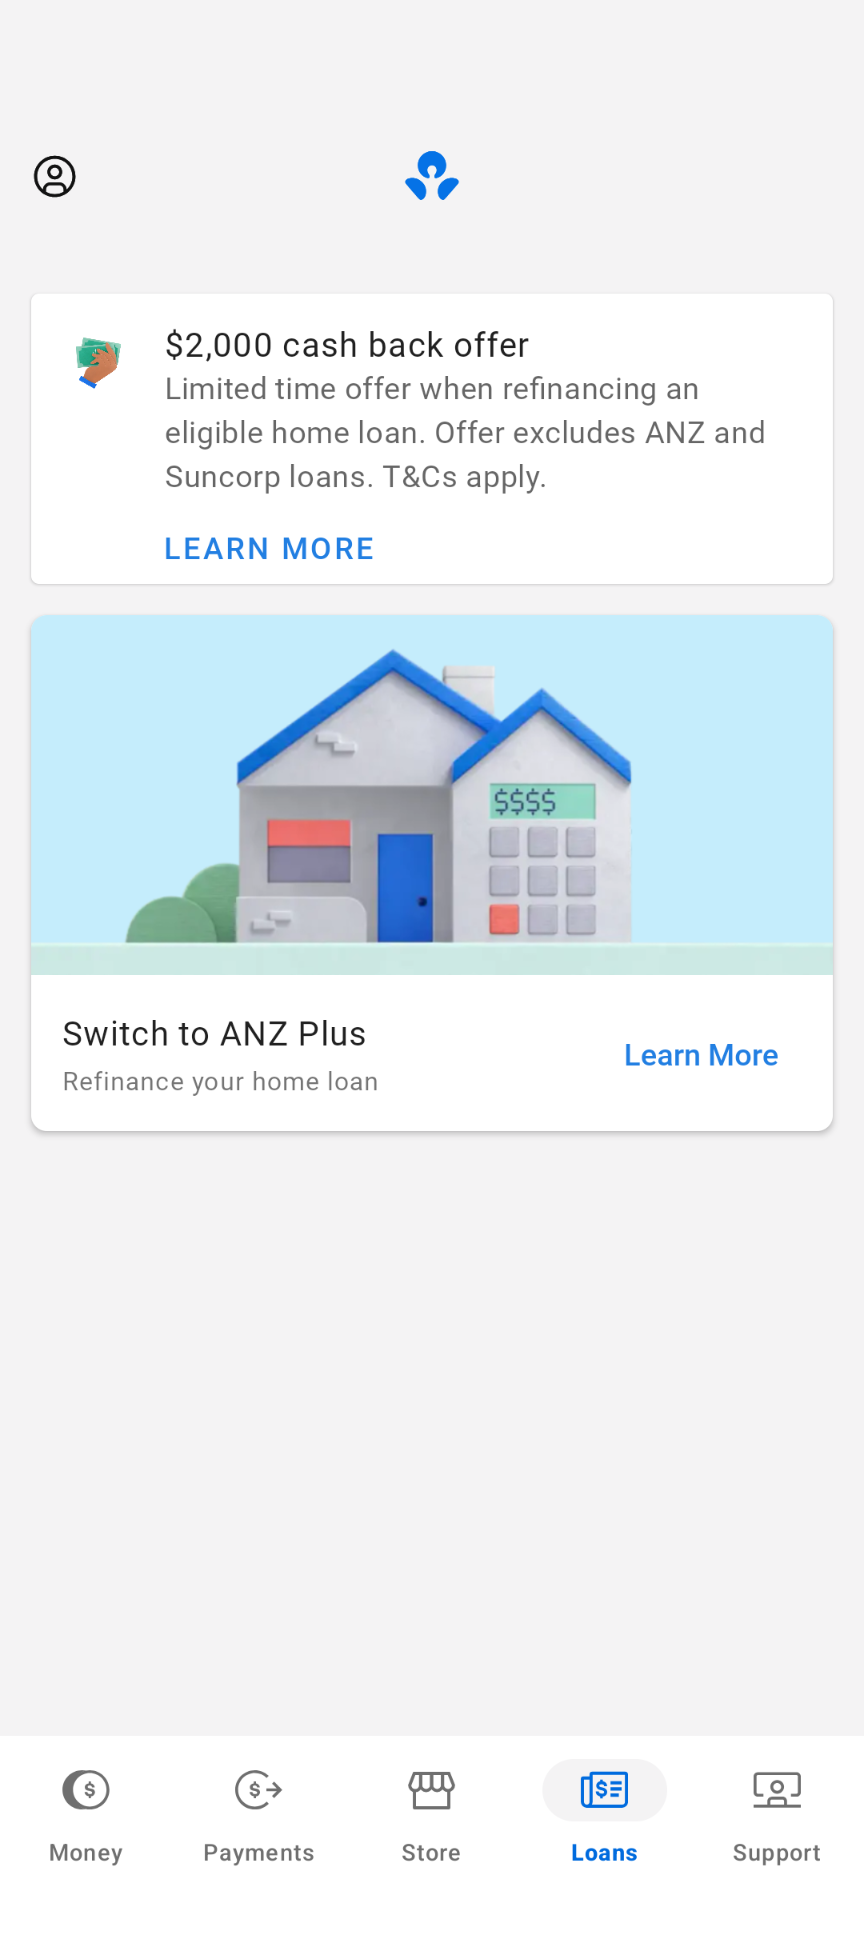 $2,000 cash back offer
Limited time offer when refinancing an
eligible home loan. Offer excludes ANZ and
Suncorp loans. T&Cs apply.
LEARN MORE
$$$$
Switch to ANZ Plus
Refinance your home loan
Learn More
Money
Payments
Store
Loans
Support